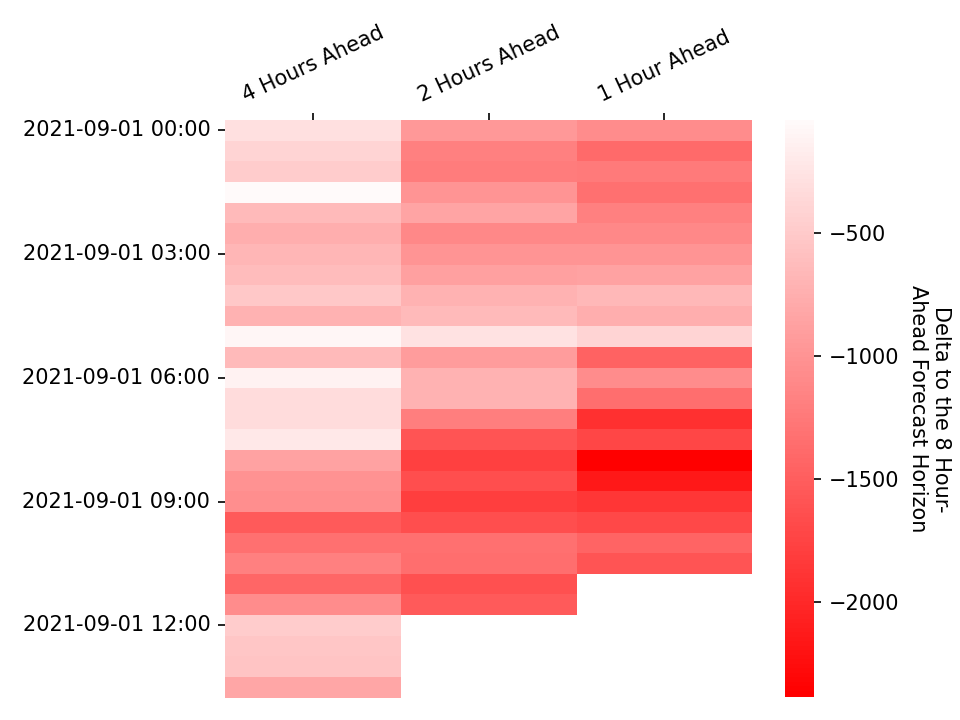 4 Hours Ahead
2 Hours Ahead
1 Hour Ahead
2021-09-01 00:00
2021-09-01 03:00
2021-09-01 06:00
2021-09-01 09:00
2021-09-01 12:00
−500
−1000
−1500
−2000
Delta to the 8 Hour-
Ahead Forecast Horizon